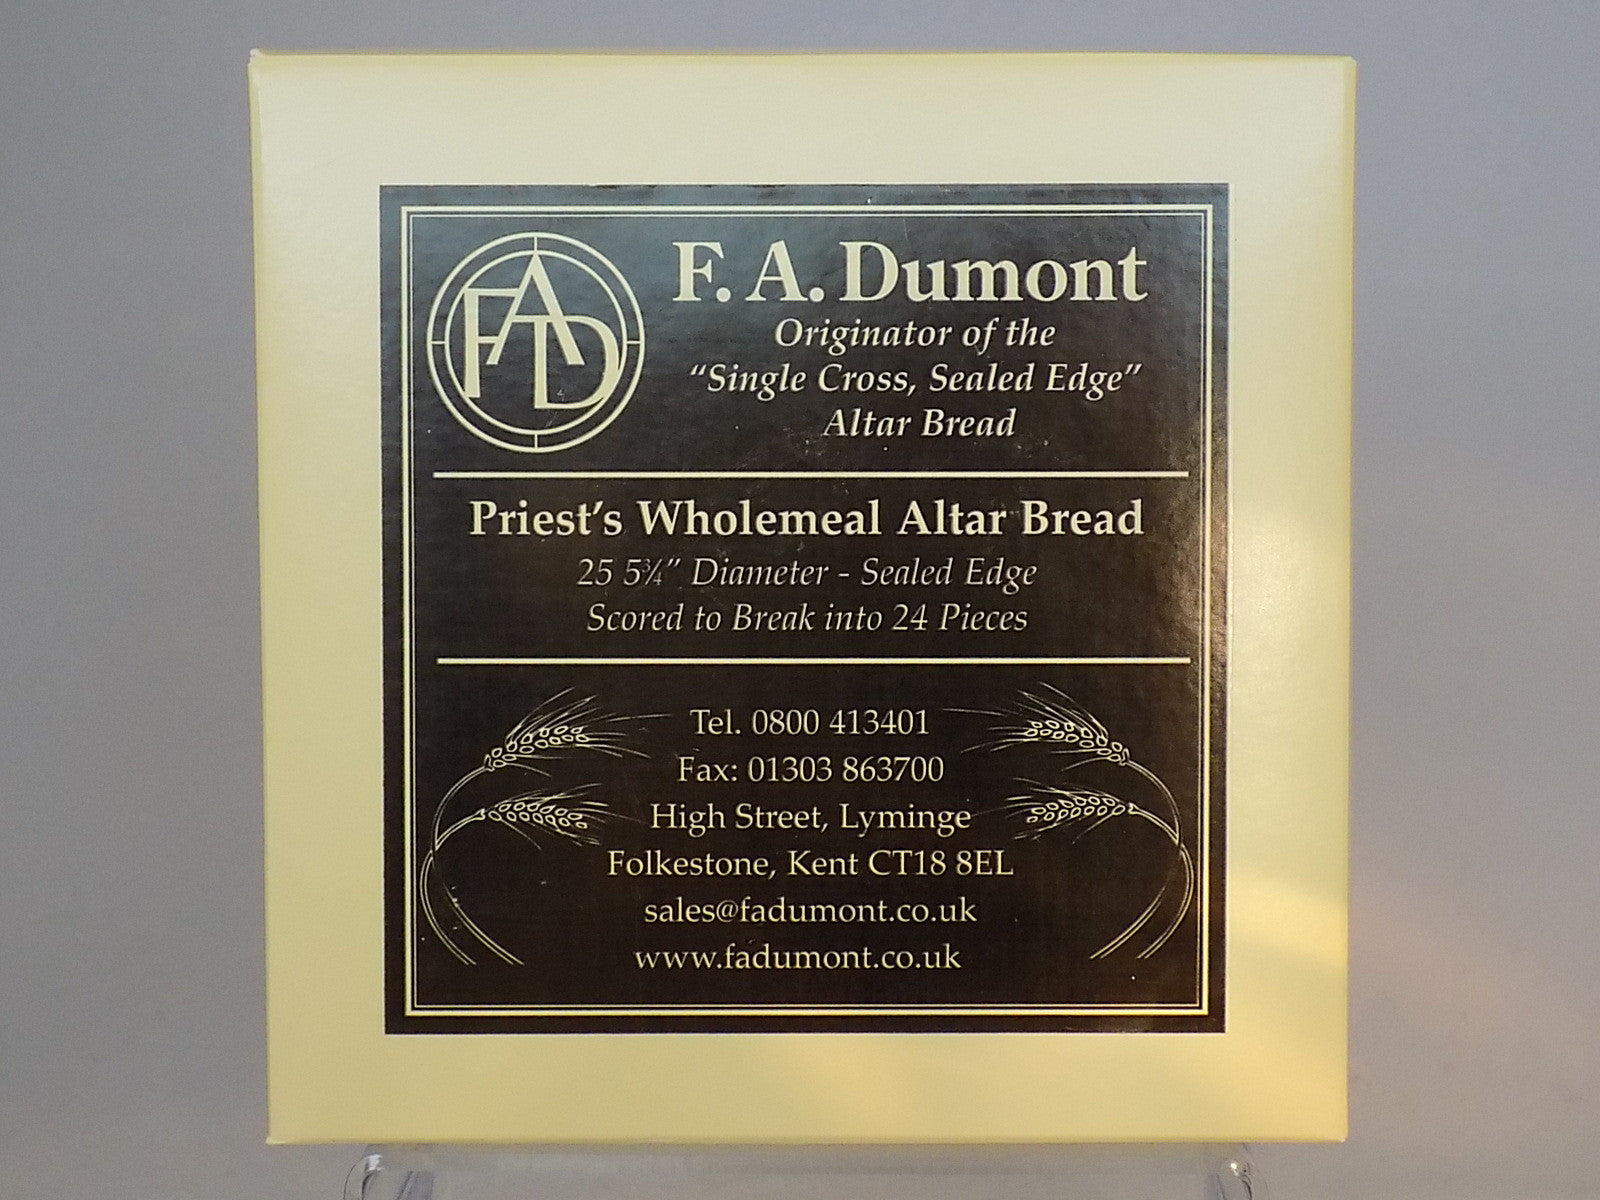 FAD
F. A. Dumont
Originator of the
“Single Cross, Sealed Edge”
Altar Bread
Priest’s Wholemeal Altar Bread
25 5¾” Diameter - Sealed Edge
Scored to Break into 24 Pieces
Tel. 0800 413401
Fax: 01303 863700
High Street, Lyminge
Folkestone, Kent CT18 8EL
sales@fadumont.co.uk
www.fadumont.co.uk